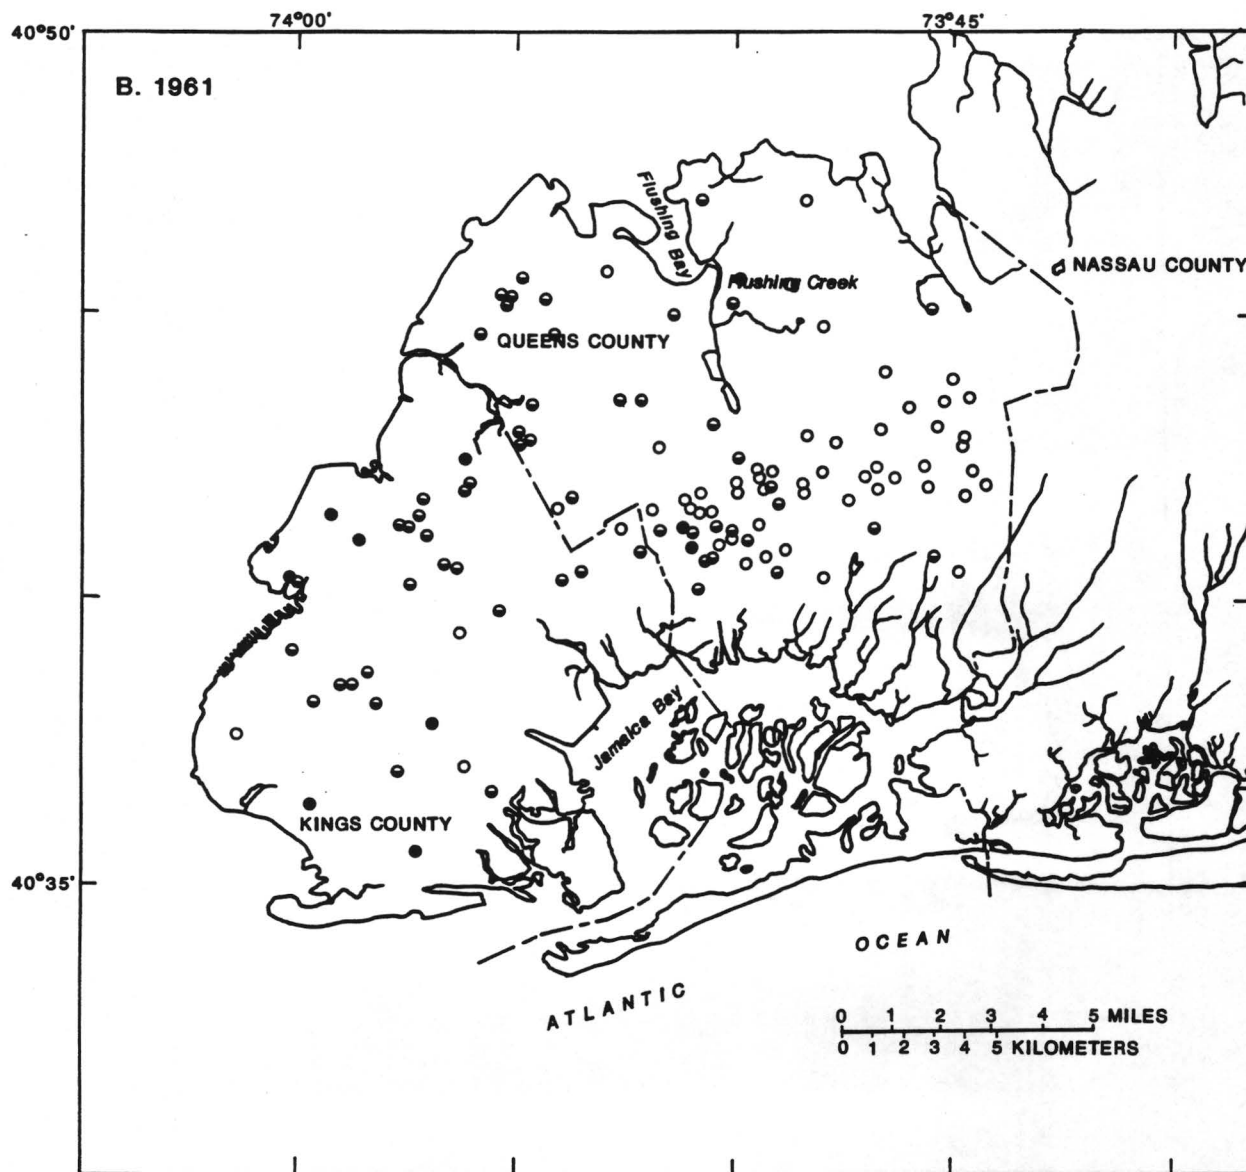 74°00'
73°45'
40°50'
B. 1961
Flushing Bay
NASSAU COUNTY
Flushing Creek
QUEENS COUNTY
Jamaica Bay
KINGS COUNTY
40°35'
OCEAN
ATLANTIC
0 1 2 3 4 5 MILES
0 1 2 3 4 5 KILOMETERS